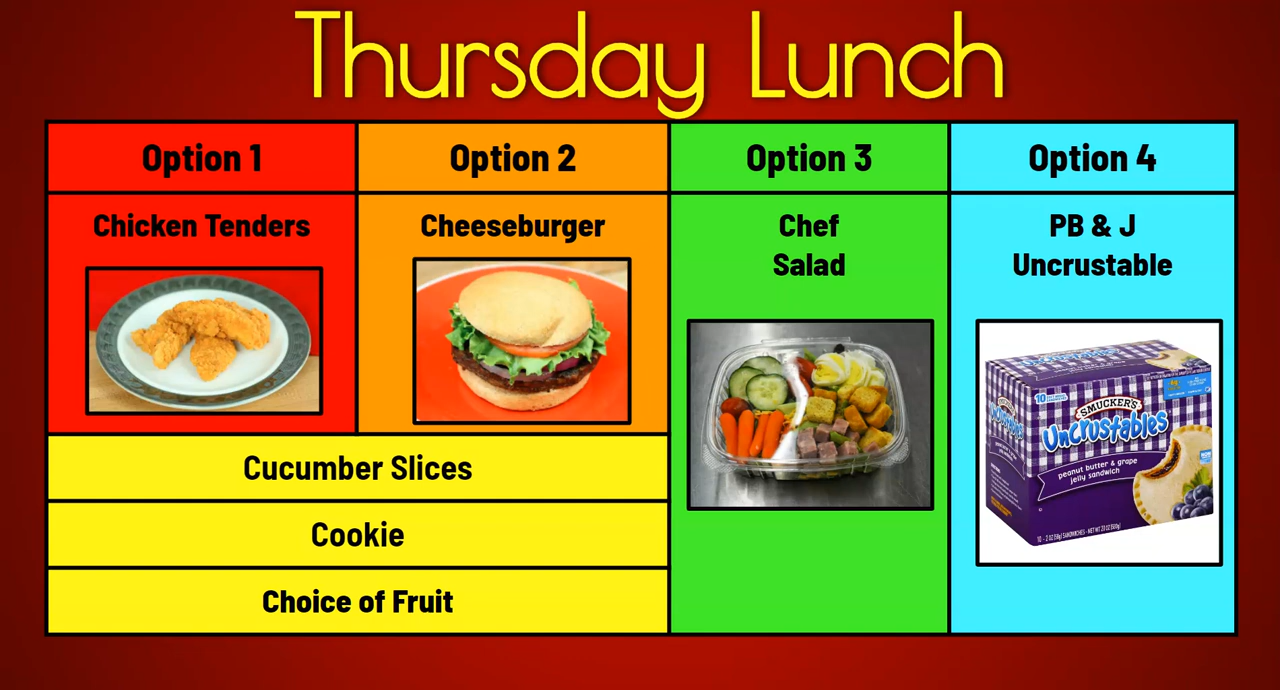 Thursday Lunch
Option 1
Option 2
Option 3
Option 4
Chicken Tenders
Cheeseburger
Chef
Salad
PB & J
Uncrustable
10
SMUCKER'S
Uncrustables
peanut butter & grape
jelly sandwich
Cucumber Slices
Cookie
Choice of Fruit